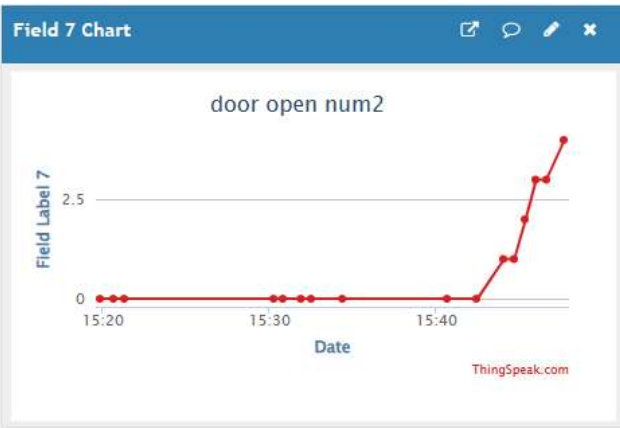 Field 7 Chart
door open num2
Field Label 7
2.5
0
15:20 15:30 15:40
Date
ThingSpeak.com